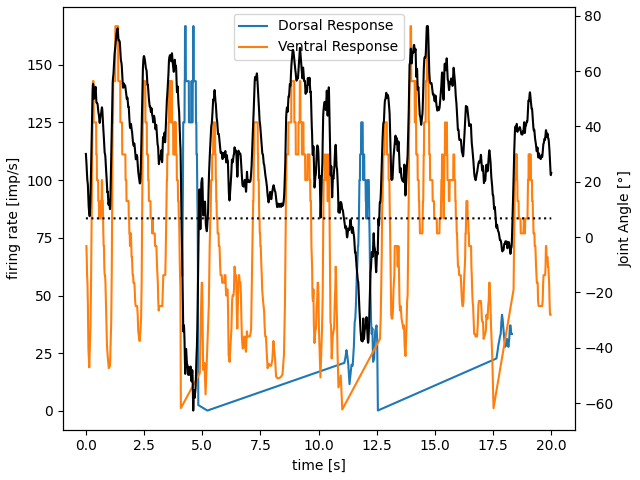 Dorsal Response
Ventral Response
firing rate [imp/s]
150
125
100
75
50
25
0
80
60
40
20
0
−20
−40
−60
Joint Angle [°]
0.0 2.5 5.0 7.5 10.0 12.5 15.0 17.5 20.0
time [s]